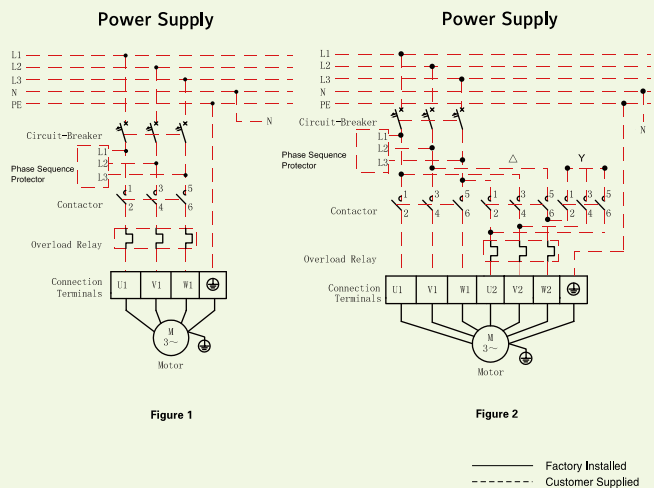 Power Supply
L1
L2
L3
N
PE
N
Circuit-Breaker
L1
L2
L3
Phase Sequence
Protector
1 3 5
Contactor
2 4 6
Overload Relay
Connection
Terminals
U1 V1 W1
M
3~
Motor
Figure 1
Power Supply
L1
L2
L3
N
PE
N
Circuit-Breaker
L1
L2
L3
Phase Sequence
Protector
△ Y
1 3 5 1 3 5 1 3 5
Contactor
2 4 6 2 4 6 2 4 6
Overload Relay
Connection
Terminals
U1 V1 W1 U2 V2 W2
M
3~
Motor
Figure 2
Factory Installed
Customer Supplied